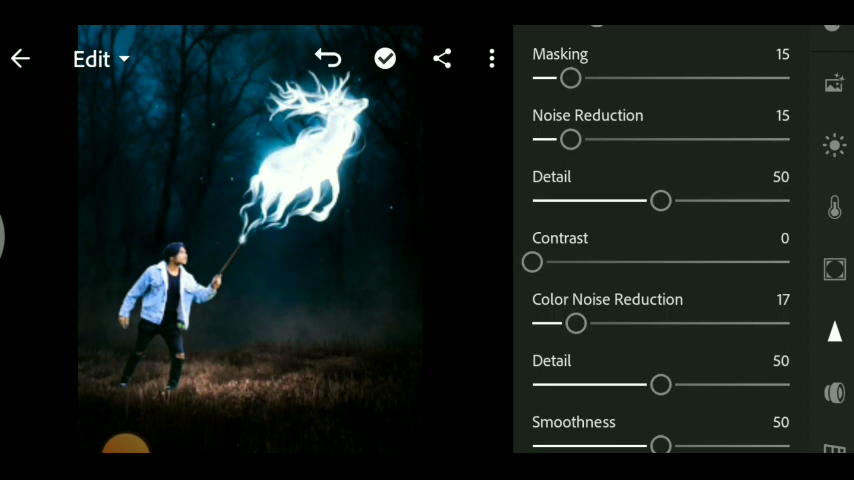 Edit
Masking 15
Noise Reduction 15
Detail 50
Contrast 0
Color Noise Reduction 17
Detail 50
Smoothness 50